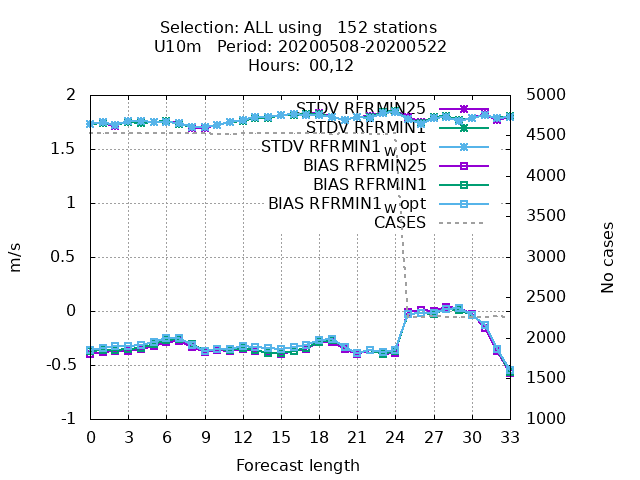 Selection: ALL using   152 stations
U10m   Period: 20200508-20200522
Hours:  00,12
STDV RFRMIN25
STDV RFRMIN1
STDV RFRMIN1_w opt
BIAS RFRMIN25
BIAS RFRMIN1
BIAS RFRMIN1_w opt
CASES
2
1.5
1
0.5
0
-0.5
-1
m/s
5000
4500
4000
3500
3000
2500
2000
1500
1000
No cases
0 3 6 9 12 15 18 21 24 27 30 33
Forecast length